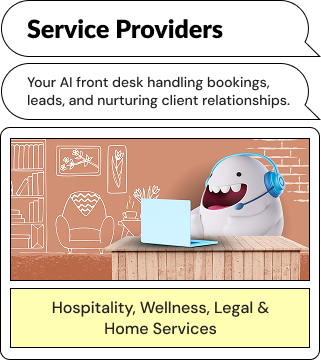 Service Providers
Your AI front desk handling bookings,
leads, and nurturing client relationships.
Hospitality, Wellness, Legal &
Home Services